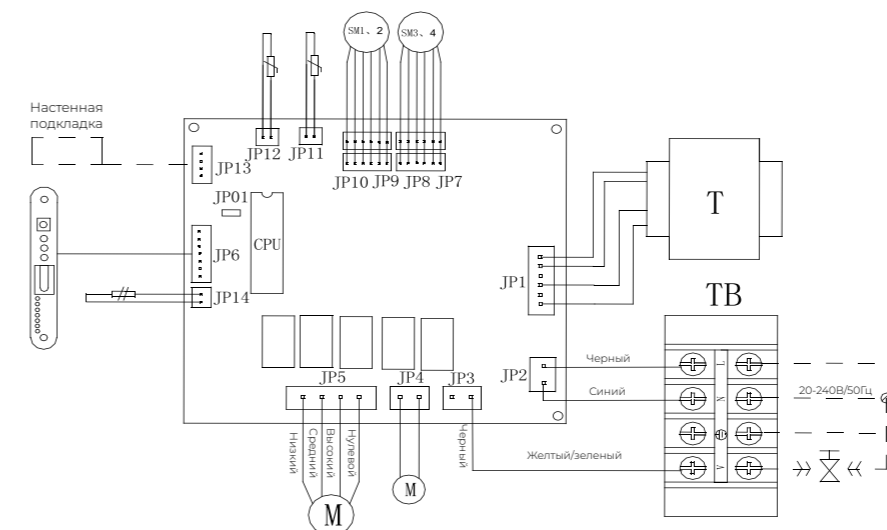 SM1、2
SM3、4
Настенная
подкладка
JP12
JP11
JP13
JP10
JP9
JP8
JP7
JP01
CPU
JP6
JP14
JP1
T
TB
JP5
JP4
JP3
JP2
Черный
Синий
L
N
20-240В/50Гц
Низкий
Средний
Высокий
Нулевой
Черный
Желтый/зеленый
V
M
M